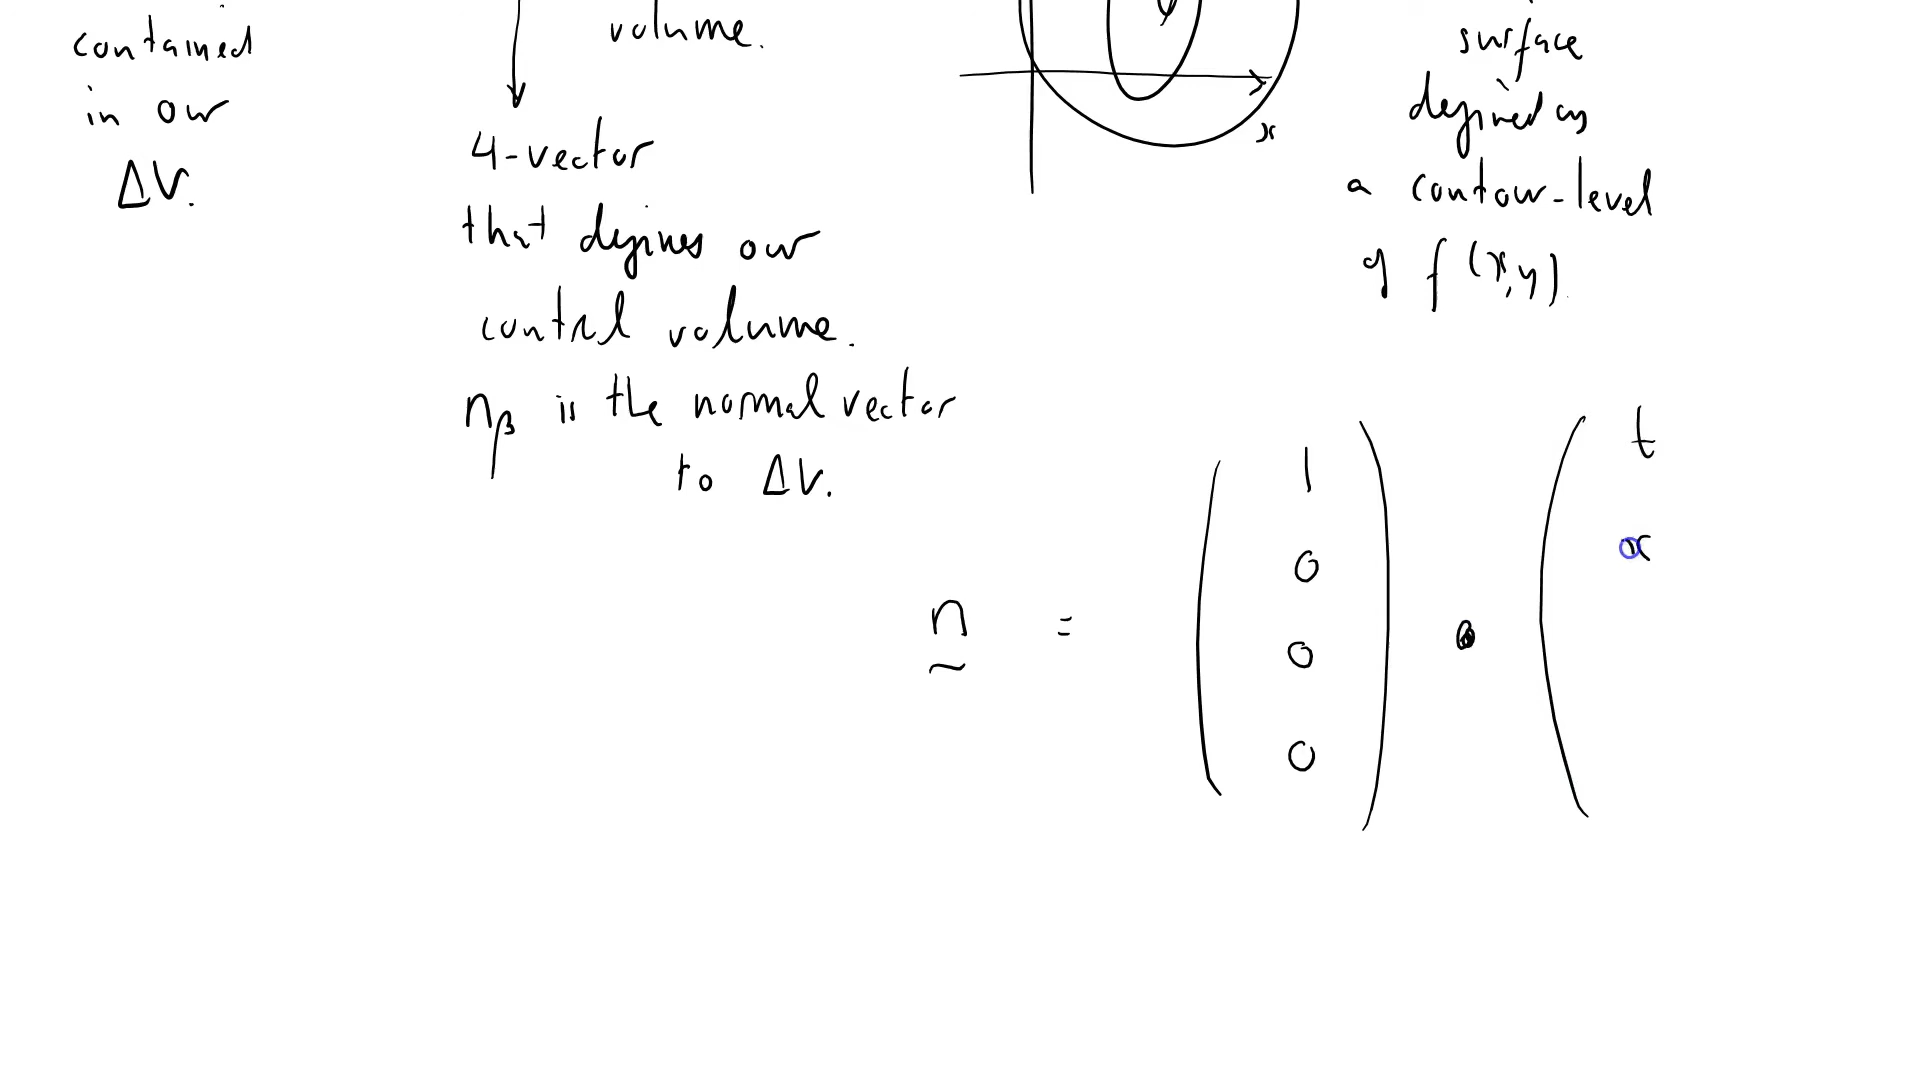 contained
in our
ΔV.
volume.
4-vector
that defines our
control volume.
nβ is the normal vector
to ΔV.
x
surface
defined as
a contour-level
of f(x,y).
n = ( 1 0 0 0 ) • ( t x
~